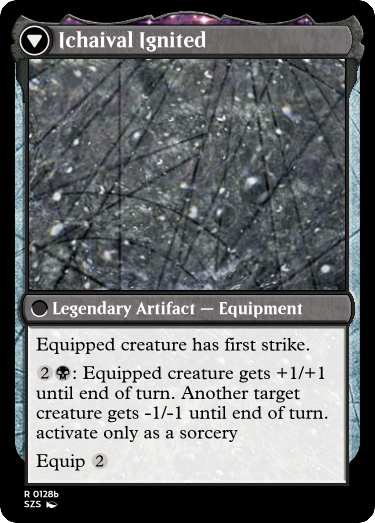 Ichaival Ignited
Legendary Artifact — Equipment
Equipped creature has first strike.
2: Equipped creature gets +1/+1
until end of turn. Another target
creature gets -1/-1 until end of turn.
activate only as a sorcery
Equip 2
R 0128b
SZS